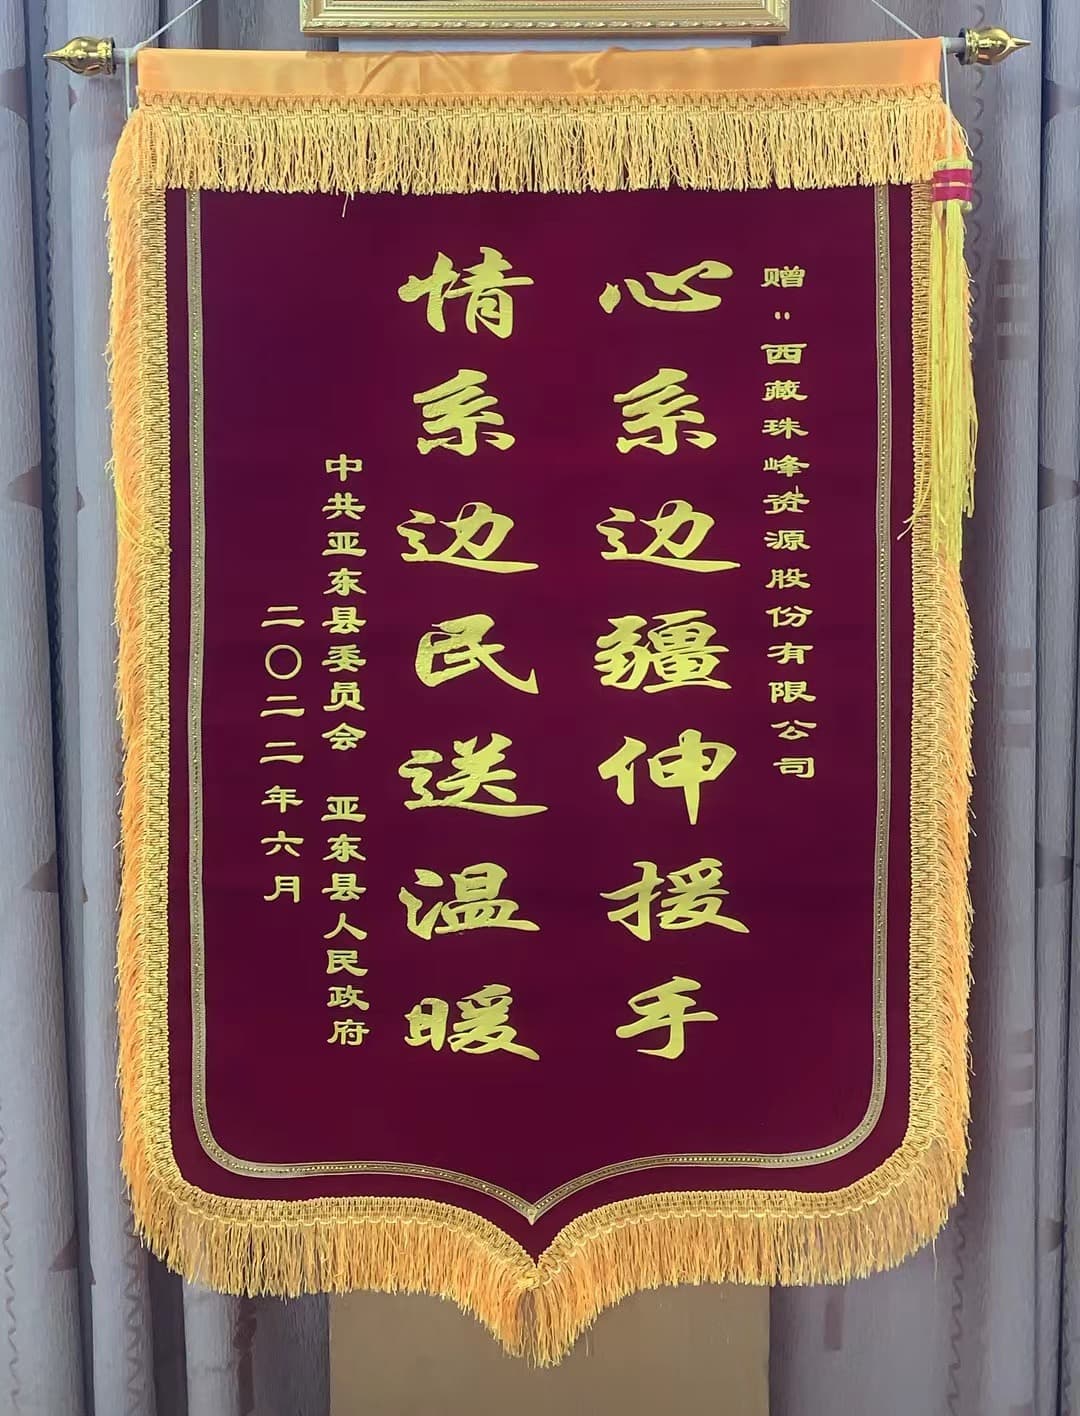 赠：西藏珠峰资源股份有限公司
心系边疆伸援手
情系边民送温暖
中共亚东县委员会 亚东县人民政府
二〇二二年六月